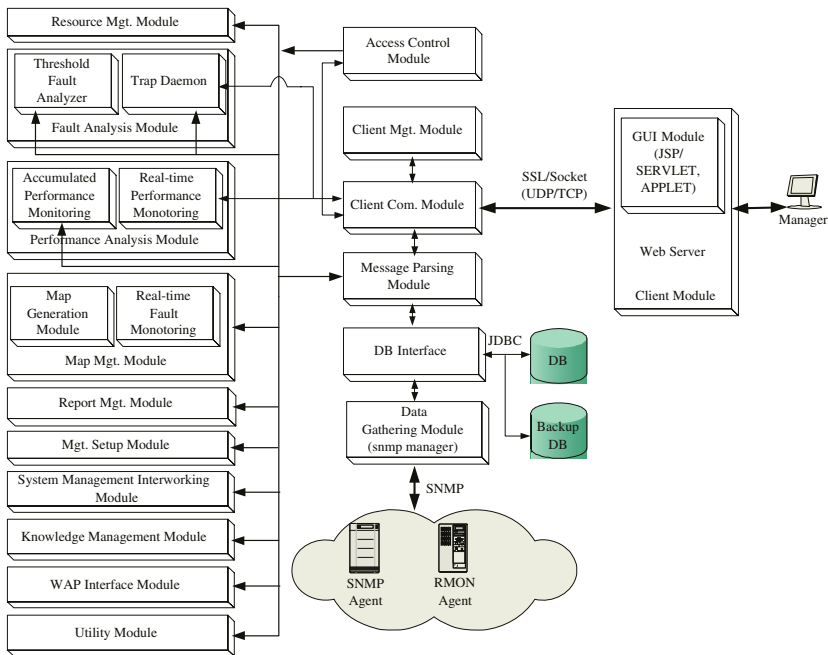 Resource Mgt. Module
Threshold
Fault
Analyzer
Trap Daemon
Fault Analysis Module
Accumulated
Performance
Monitoring
Real-time
Performance
Monotoring
Performance Analysis Module
Map
Generation
Module
Real-time
Fault
Monotoring
Map Mgt. Module
Report Mgt. Module
Mgt. Setup Module
System Management Interworking
Module
Knowledge Management Module
WAP Interface Module
Utility Module
Access Control
Module
Client Mgt. Module
Client Com. Module
Message Parsing
Module
DB Interface
Data
Gathering Module
(snmp manager)
SNMP
SNMP
Agent
RMON
Agent
JDBC
DB
Backup
DB
SSL/Socket
(UDP/TCP)
GUI Module
(JSP/
SERVLET,
APPLET)
Web Server
Client Module
Manager